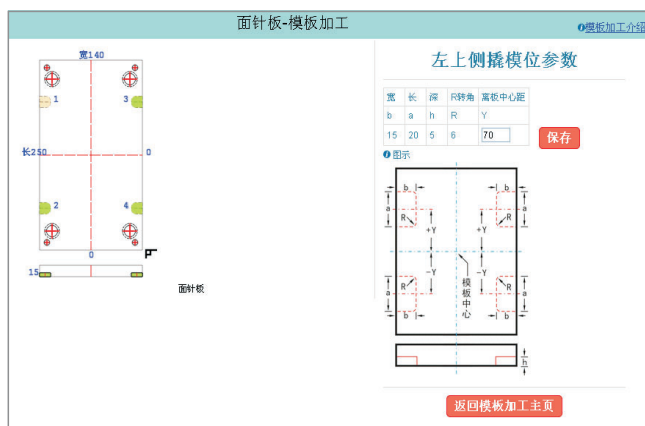 面针板-模板加工
模板加工介绍
宽140
1
3
长250
0
2
4
0
15
面针板
左上侧撬模位参数
宽 长 深 R转角 离板中心距
b a h R Y
15 20 5 6 70
保存
图示
b b
a a
R R
+Y +Y
-Y -Y
R R
a a
b b
模板中心
h
返回模板加工主页